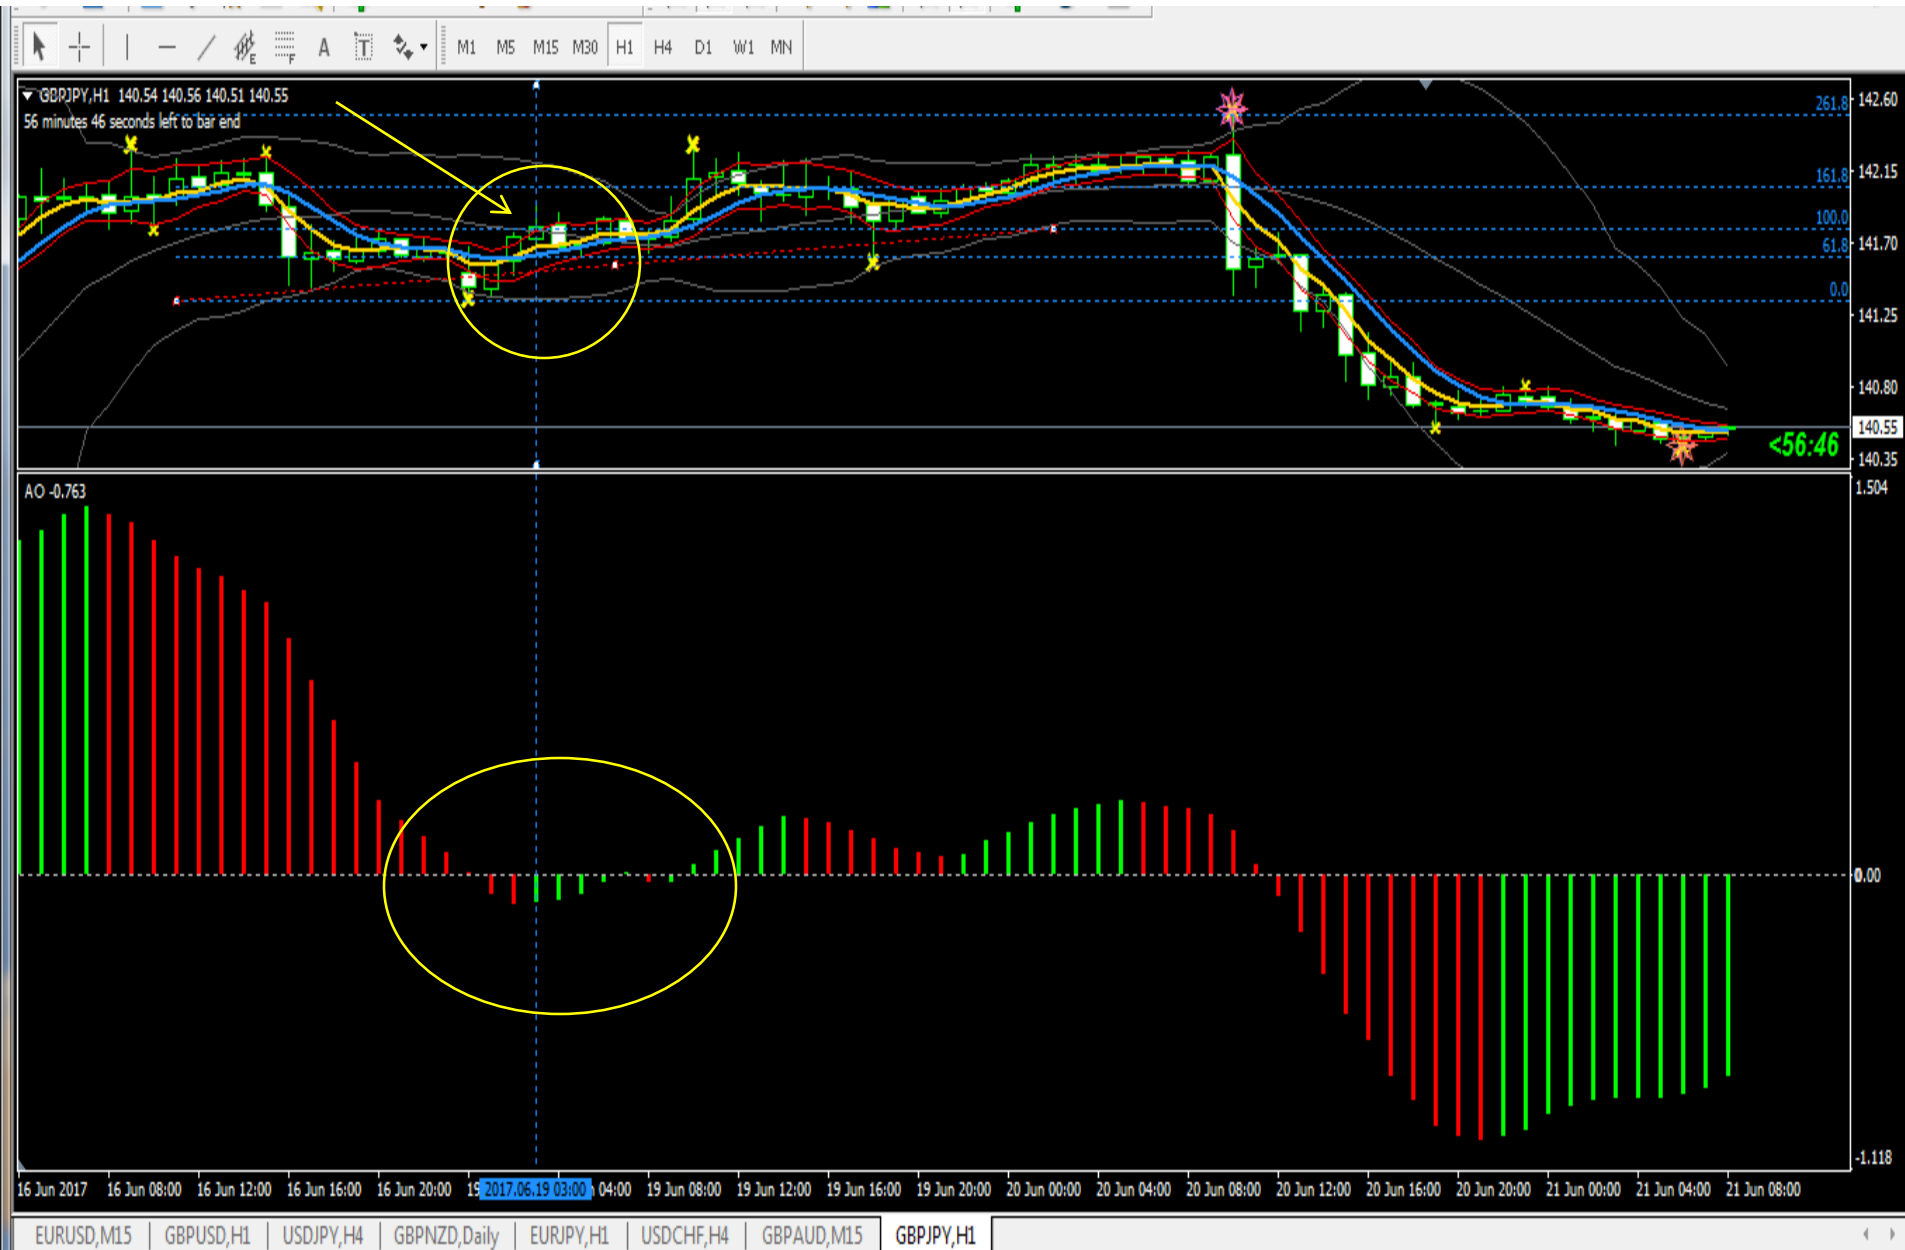 E F A T M1 M5 M15 M30 H1 H4 D1 W1 MN
GBPJPY,H1 140.54 140.56 140.51 140.55
56 minutes 46 seconds left to bar end
261.8
161.8
100.0
61.8
0.0
142.60
142.15
141.70
141.25
140.80
140.55
140.35
<56:46
AO -0.763
1.504
0.00
-1.118
16 Jun 2017 16 Jun 08:00 16 Jun 12:00 16 Jun 16:00 16 Jun 20:00 19 2017.06.19 03:00 04:00 19 Jun 08:00 19 Jun 12:00 19 Jun 16:00 19 Jun 20:00 20 Jun 00:00 20 Jun 04:00 20 Jun 08:00 20 Jun 12:00 20 Jun 16:00 20 Jun 20:00 21 Jun 00:00 21 Jun 04:00 21 Jun 08:00
EURUSD,M15 GBPUSD,H1 USDJPY,H4 GBPNZD,Daily EURJPY,H1 USDCHF,H4 GBPAUD,M15 GBPJPY,H1